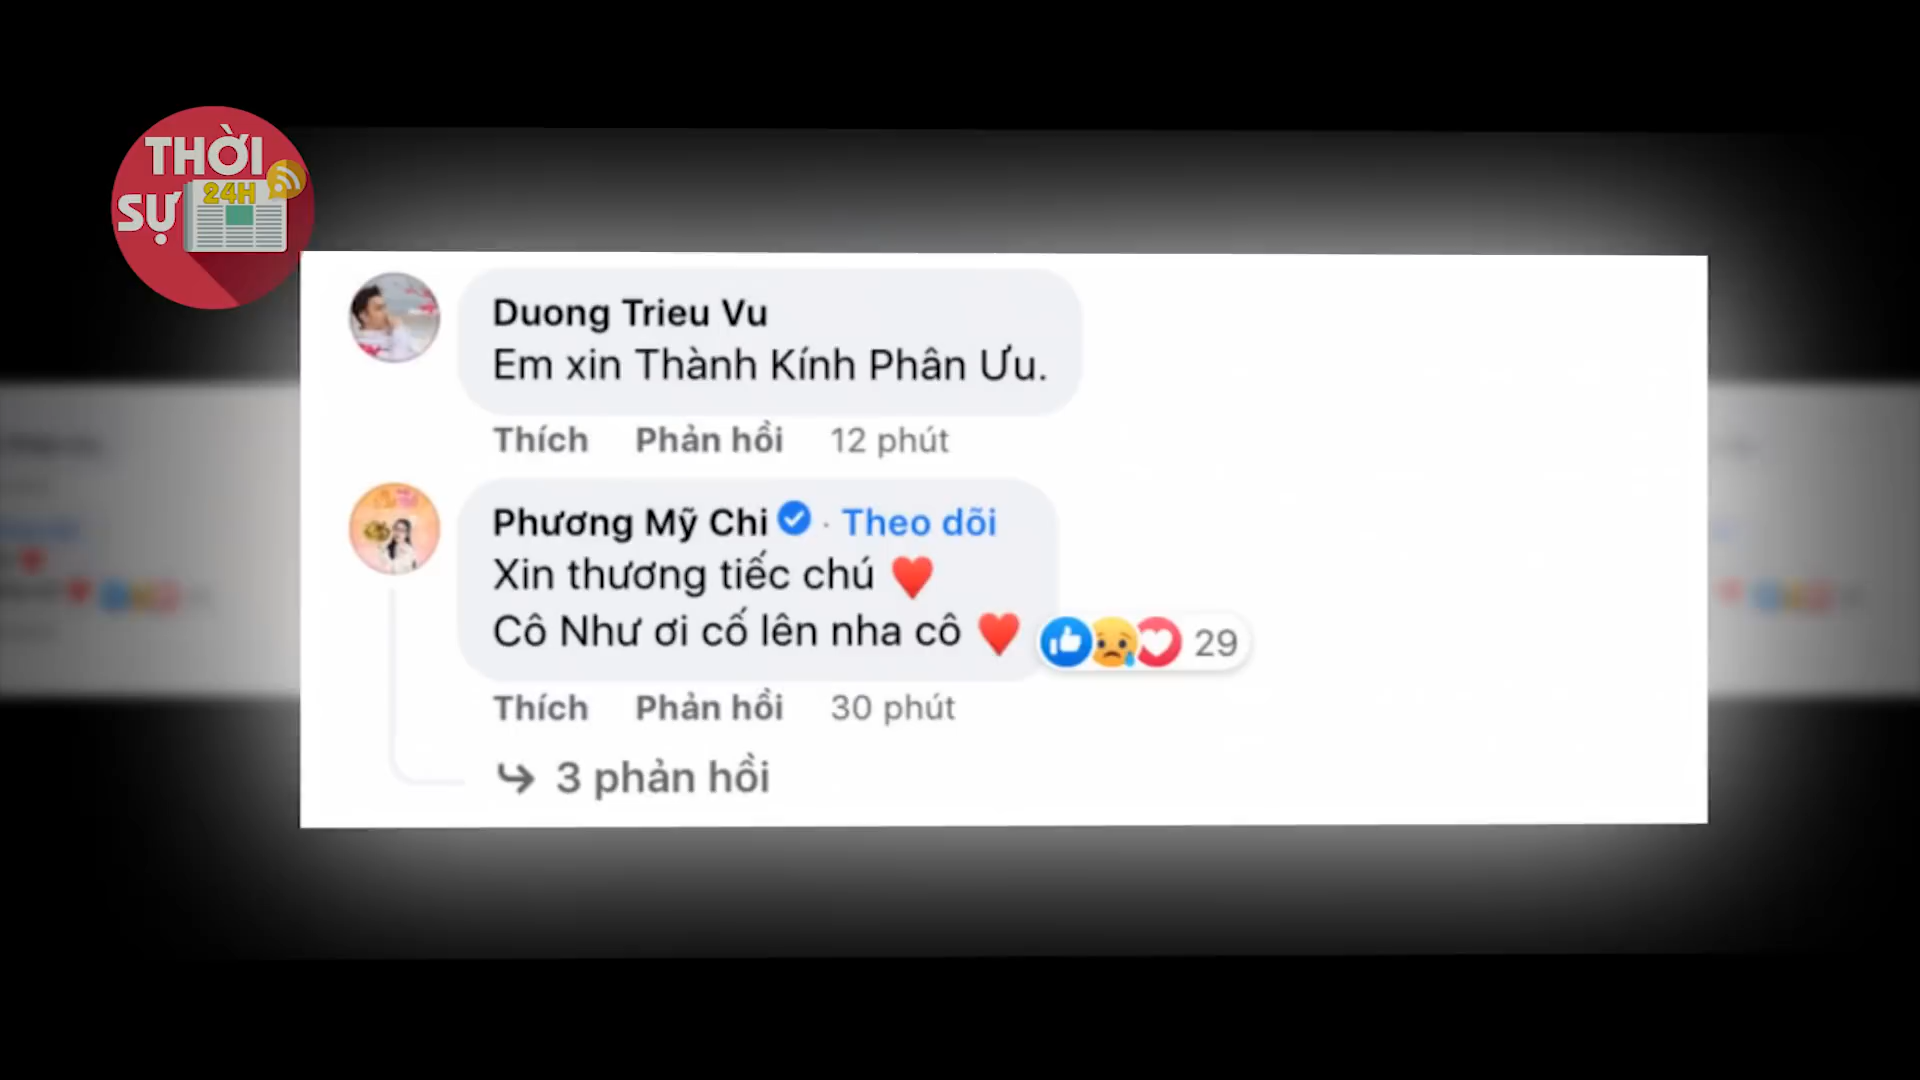 THỜI
SỰ 24H
Duong Trieu Vu
Em xin Thành Kính Phân Ưu.
Thích Phản hồi 12 phút
Phương Mỹ Chi · Theo dõi
Xin thương tiếc chú ❤️
Cô Như ơi cố lên nha cô ❤️
29
Thích Phản hồi 30 phút
3 phản hồi